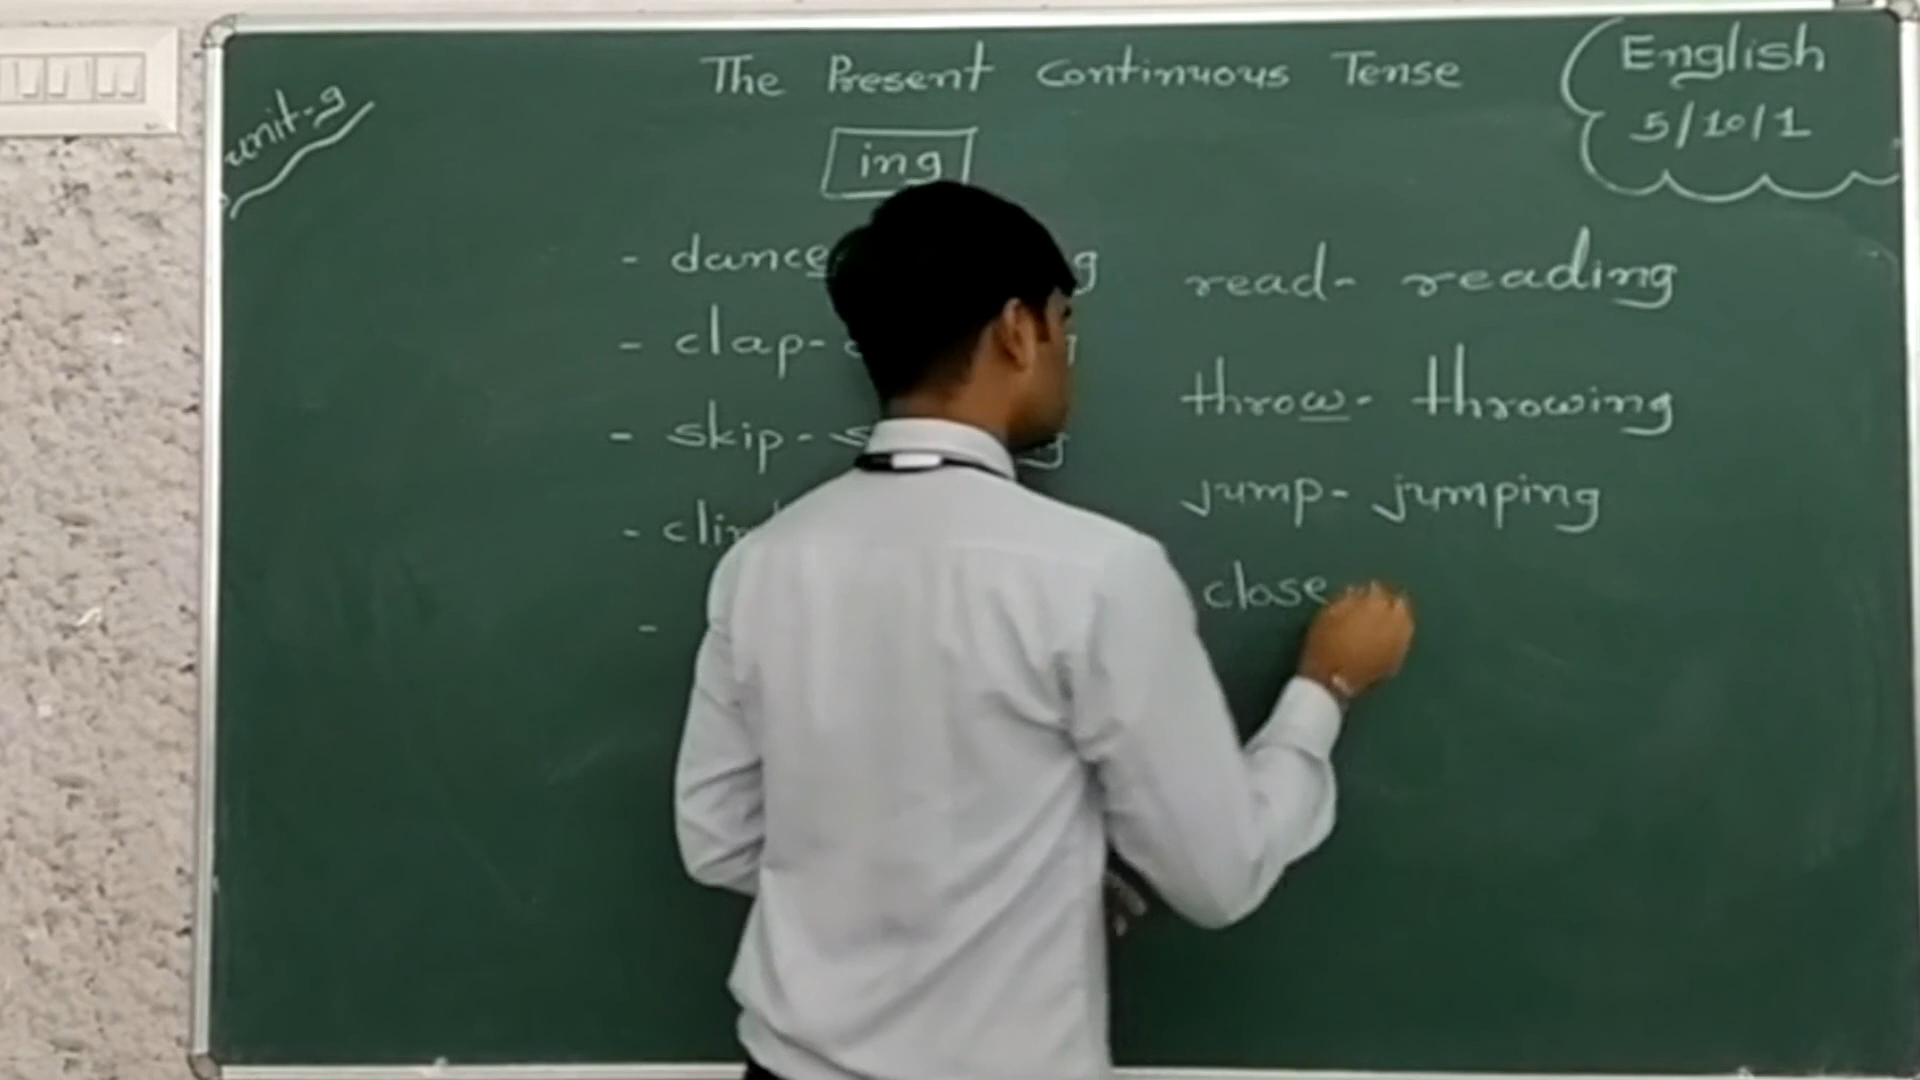 The Present Continuous Tense
English
5/10/1
unit-9
ing
- dance
- clap-
- skip-
-
read- reading
throw- throwing
jump- jumping
close